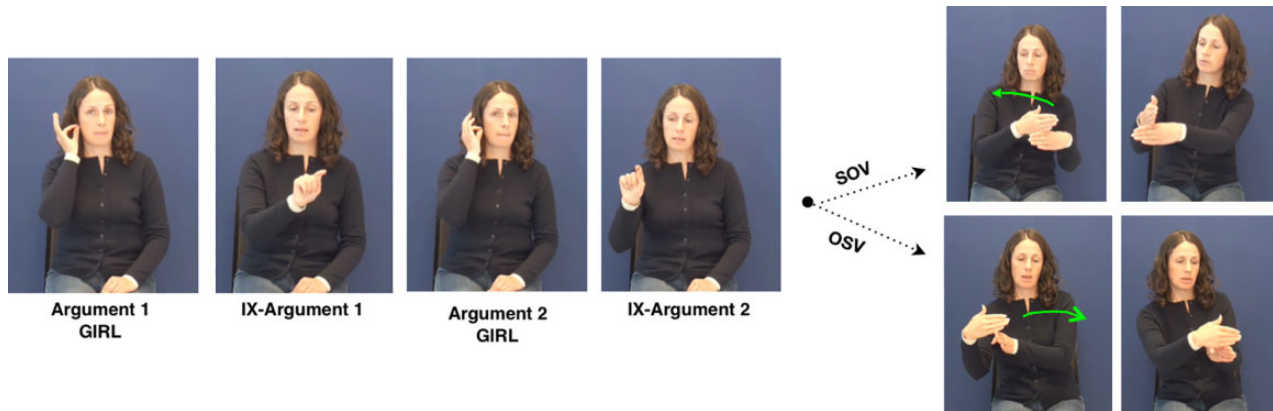 Argument 1
GIRL
IX-Argument 1
Argument 2
GIRL
IX-Argument 2
SOV
OSV